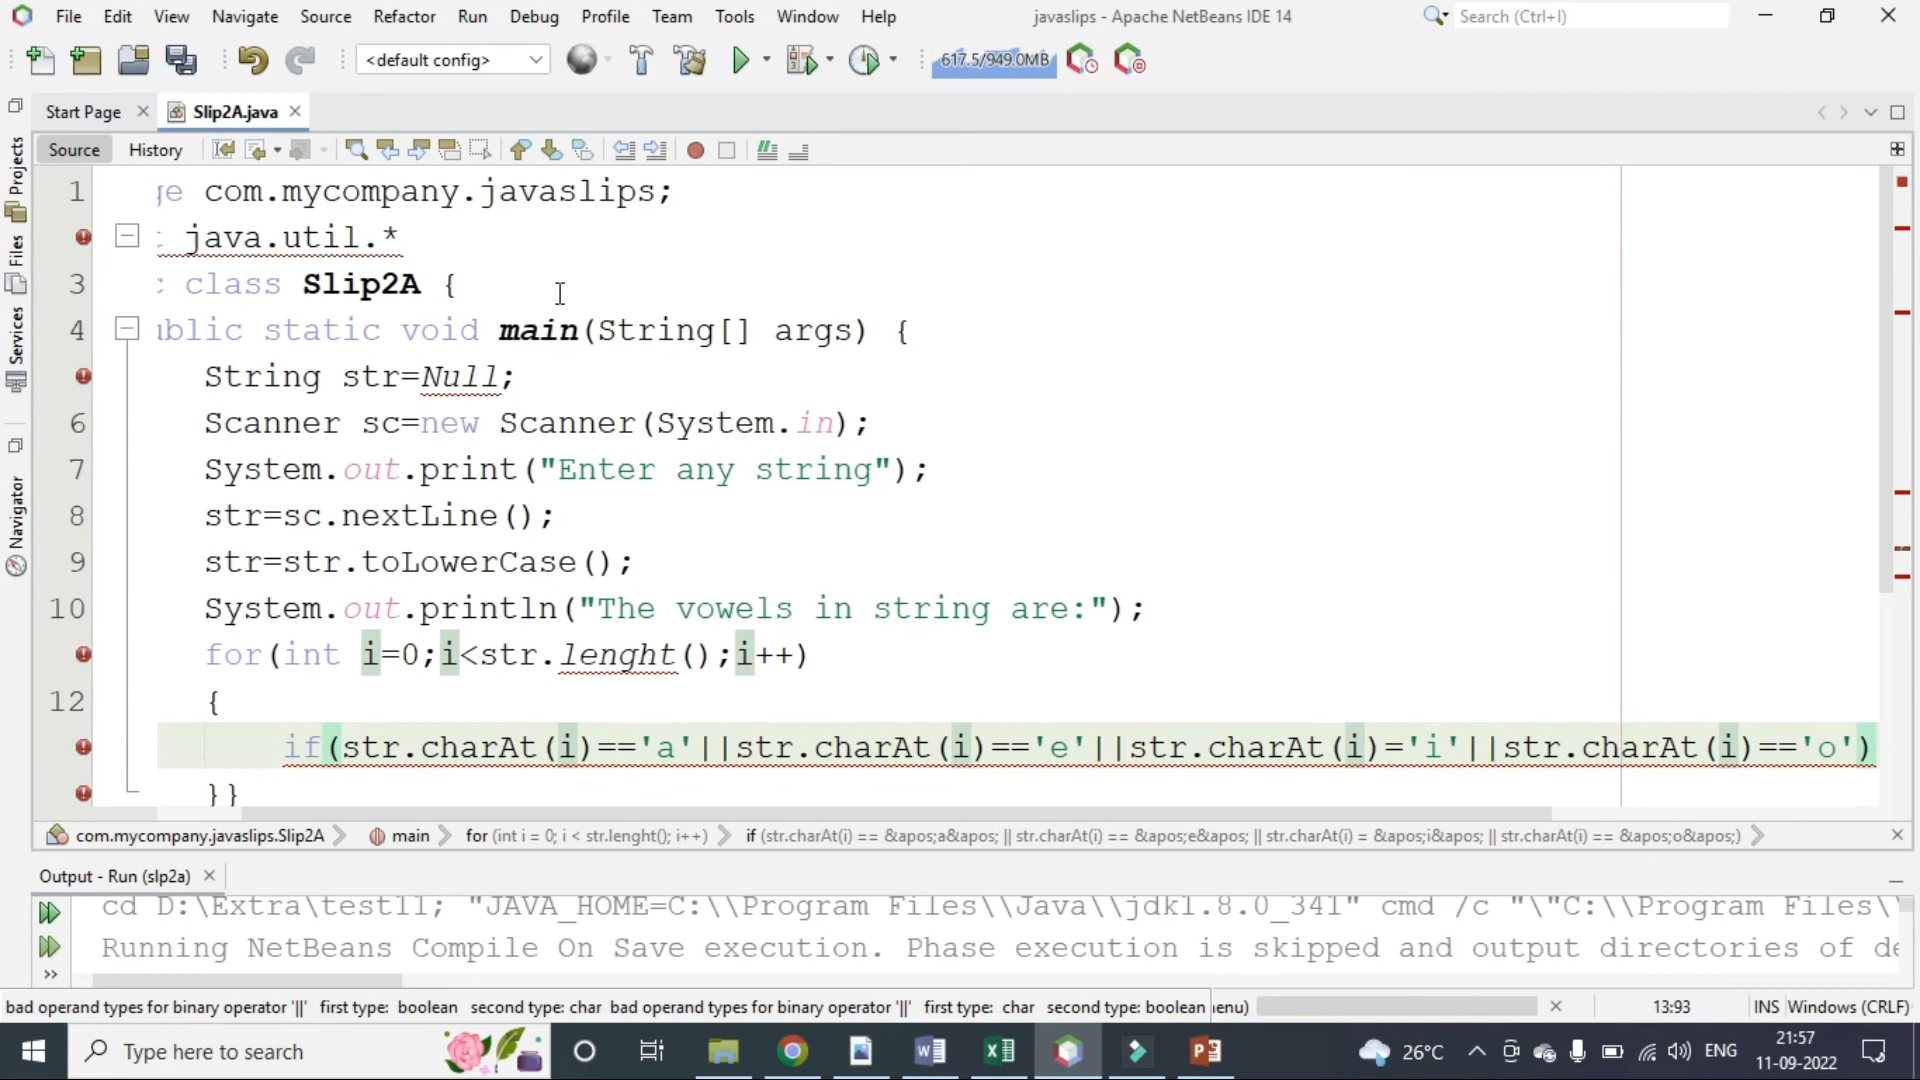 File Edit View Navigate Source Refactor Run Debug Profile Team Tools Window Help javaslips - Apache NetBeans IDE 14 Search (Ctrl+I)
<default config> 617.5/949.0MB
Start Page Slip2A.java
Source History
Projects
Files
Services
Navigator
1 ge com.mycompany.javaslips;
java.util.*
3 class Slip2A {
4 ublic static void main(String[] args) {
String str=Null;
6 Scanner sc=new Scanner(System.in);
7 System.out.print("Enter any string");
8 str=sc.nextLine();
9 str=str.toLowerCase();
10 System.out.println("The vowels in string are:");
for(int i=0;i<str.lenght();i++)
12 {
if(str.charAt(i)=='a'||str.charAt(i)=='e'||str.charAt(i)='i'||str.charAt(i)=='o')
}}
com.mycompany.javaslips.Slip2A main for (int i = 0; i < str.lenght(); i++) if (str.charAt(i) == &apos;a&apos; || str.charAt(i) == &apos;e&apos; || str.charAt(i) = &apos;i&apos; || str.charAt(i) == &apos;o&apos;)
Output - Run (slp2a)
cd D:\Extra\test11; "JAVA_HOME=C:\\Program Files\\Java\\jdk1.8.0_341" cmd /c "\"C:\\Program Files\\
Running NetBeans Compile On Save execution. Phase execution is skipped and output directories of de
bad operand types for binary operator '||' first type: boolean second type: char bad operand types for binary operator '||' first type: char second type: boolean enu) 13:93 INS Windows (CRLF)
Type here to search 26°C ENG 21:57
11-09-2022